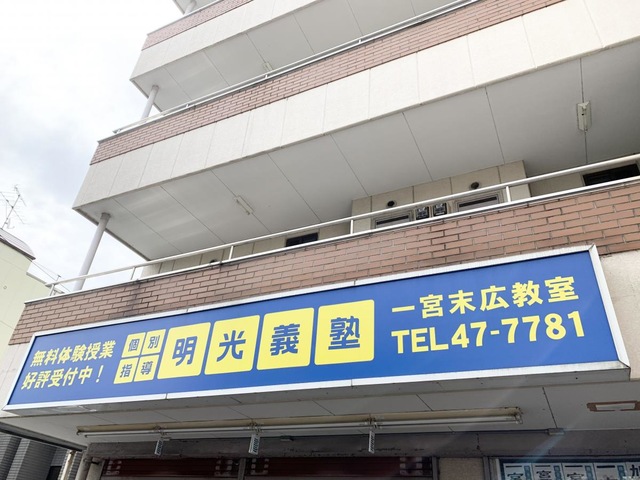 無料体験授業
好評受付中！
個別
指導
明光義塾
一宮末広教室
TEL47-7781